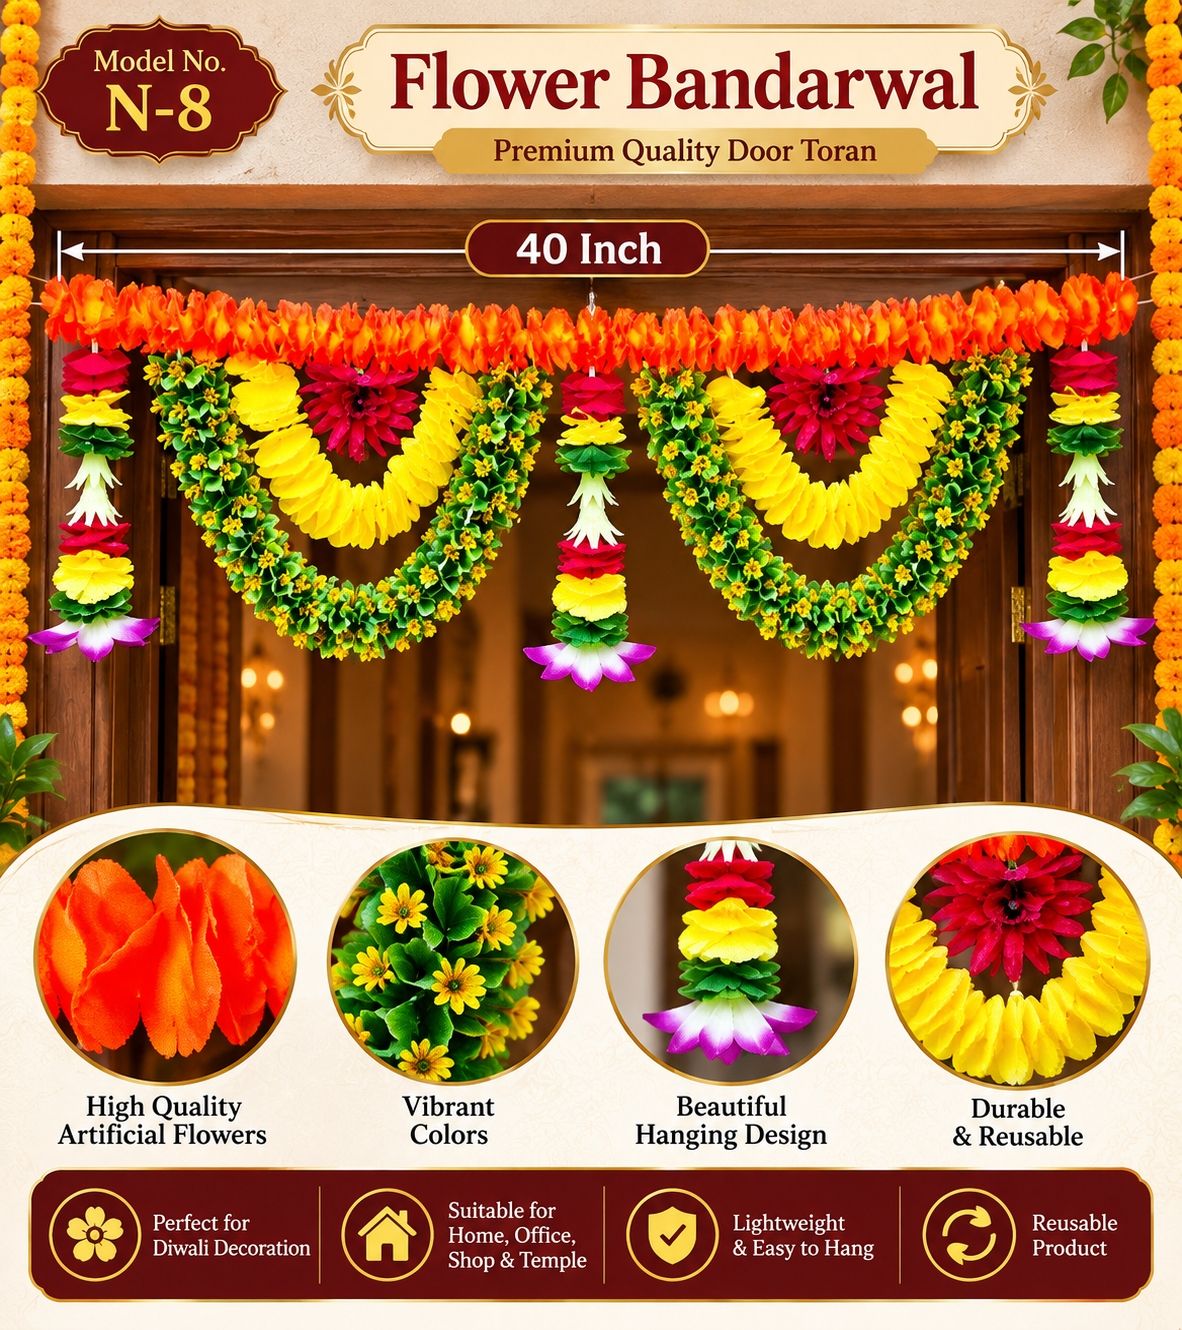 Model No.
N-8
Flower Bandarwal
Premium Quality Door Toran
40 Inch
High Quality
Artificial Flowers
Vibrant
Colors
Beautiful
Hanging Design
Durable
& Reusable
Perfect for
Diwali Decoration
Suitable for
Home, Office,
Shop & Temple
Lightweight
& Easy to Hang
Reusable
Product